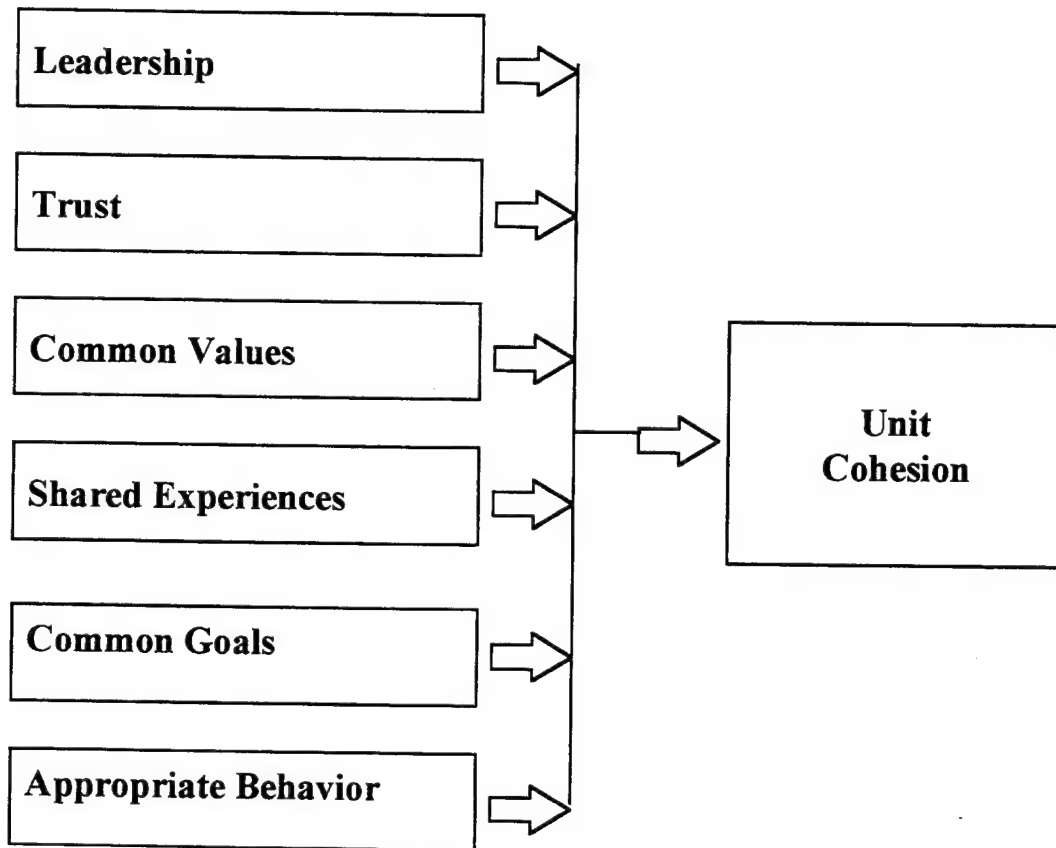 Leadership
Trust
Common Values
Shared Experiences
Common Goals
Appropriate Behavior
Unit
Cohesion